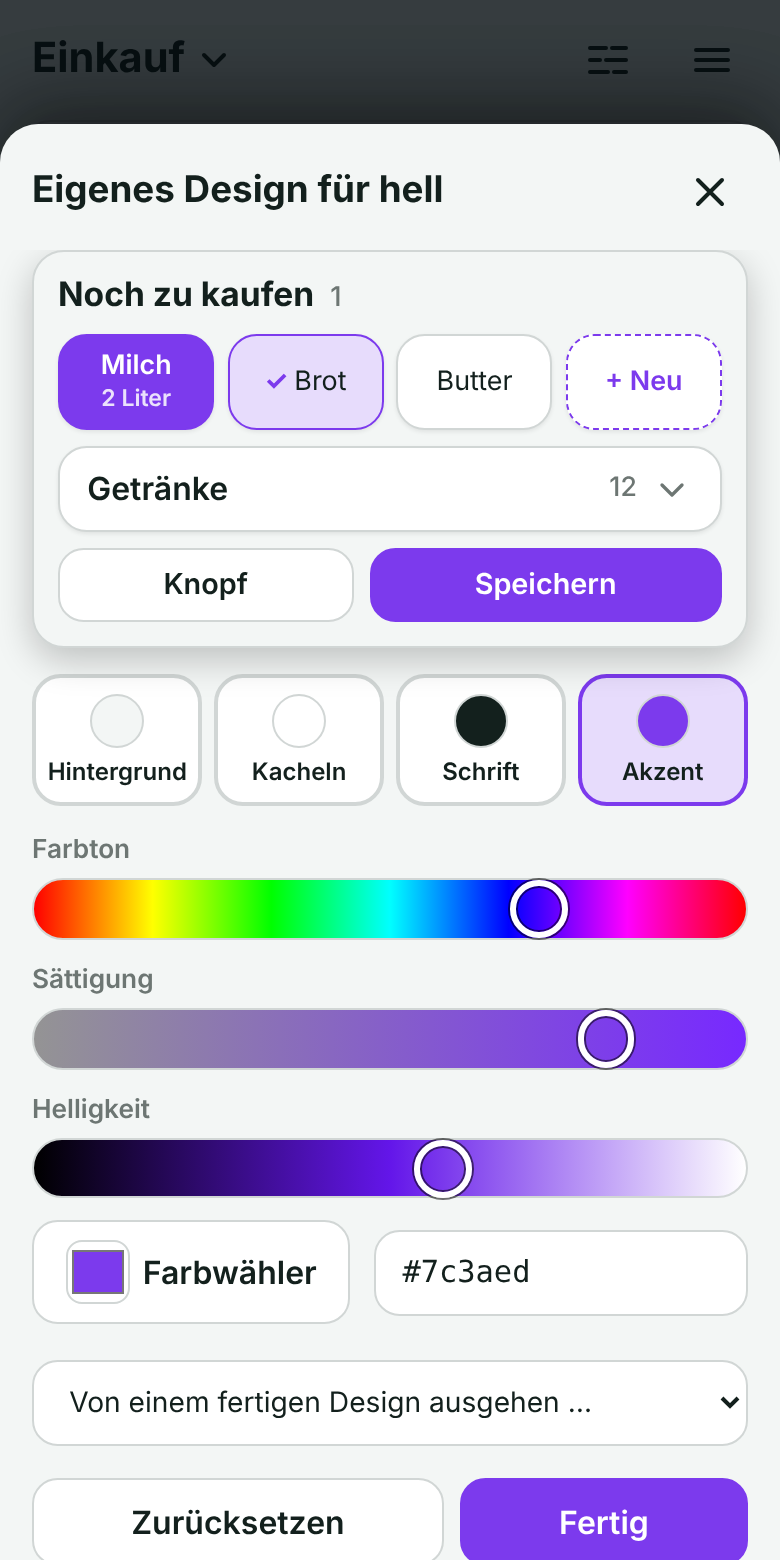 Einkauf
Eigenes Design für hell
Noch zu kaufen 1
Milch
2 Liter
Brot
Butter
+ Neu
Getränke 12
Knopf
Speichern
Hintergrund
Kacheln
Schrift
Akzent
Farbton
Sättigung
Helligkeit
Farbwähler
#7c3aed
Von einem fertigen Design ausgehen ...
Zurücksetzen
Fertig